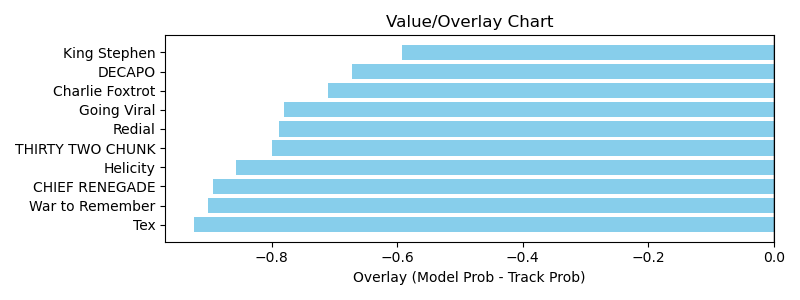 Value/Overlay Chart
King Stephen
DECAPO
Charlie Foxtrot
Going Viral
Redial
THIRTY TWO CHUNK
Helicity
CHIEF RENEGADE
War to Remember
Tex
−0.8 −0.6 −0.4 −0.2 0.0
Overlay (Model Prob - Track Prob)